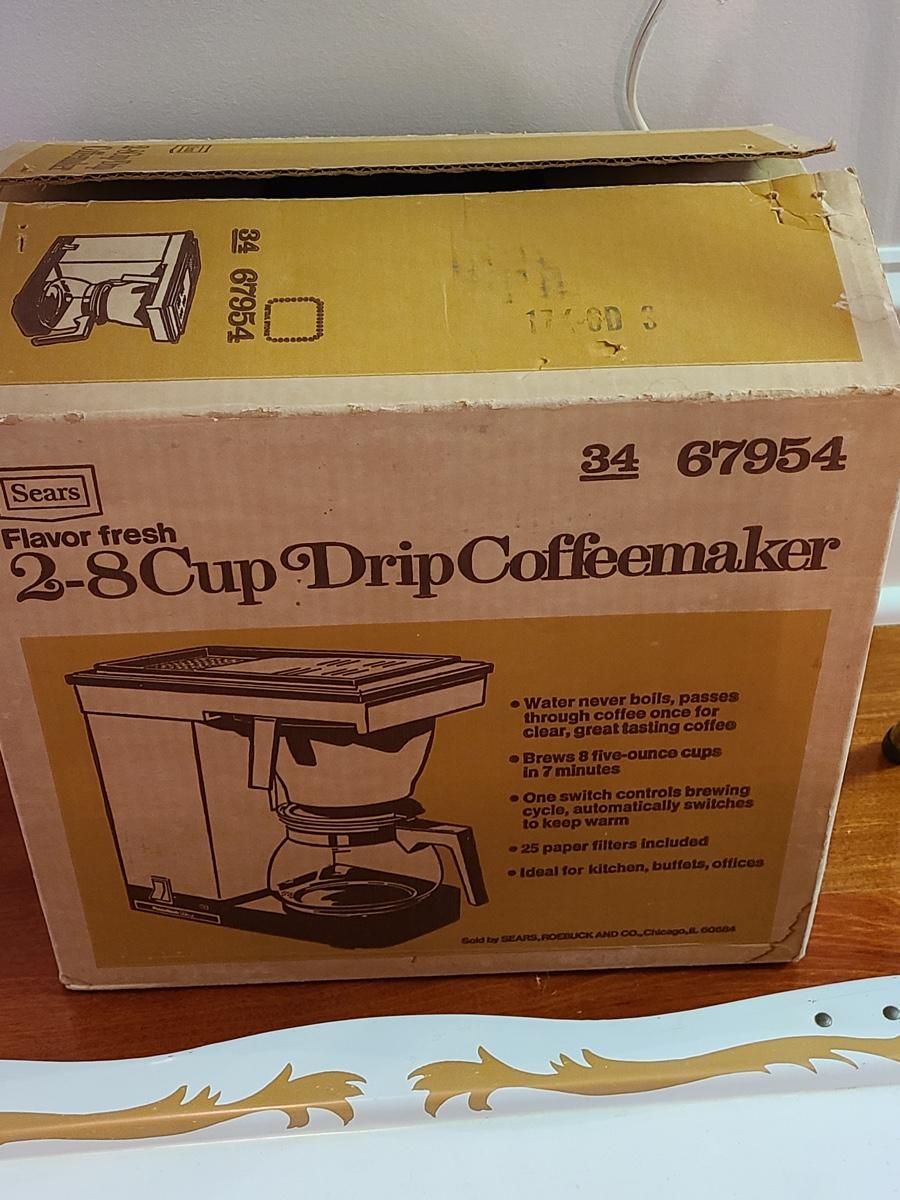 34 67954
34 67954
Sears
Flavor fresh
2-8 Cup Drip Coffeemaker
• Water never boils, passes
through coffee once for
clear, great tasting coffee
• Brews 8 five-ounce cups
in 7 minutes
• One switch controls brewing
cycle, automatically switches
to keep warm
• 25 paper filters included
• Ideal for kitchen, buffets, offices
Sold by SEARS, ROEBUCK AND CO., Chicago, IL 60684